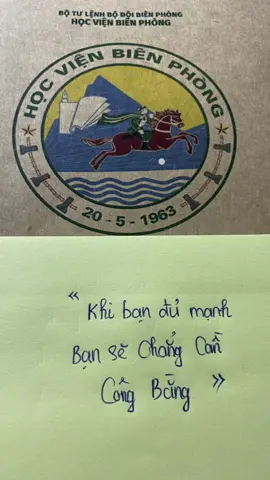 BỘ TƯ LỆNH BỘ ĐỘI BIÊN PHÒNG
HỌC VIỆN BIÊN PHÒNG
HỌC VIỆN BIÊN PHÒNG
20 - 5 - 1963
“ Khi bạn đủ mạnh
Bạn sẽ Chẳng Cần
Công Bằng ”